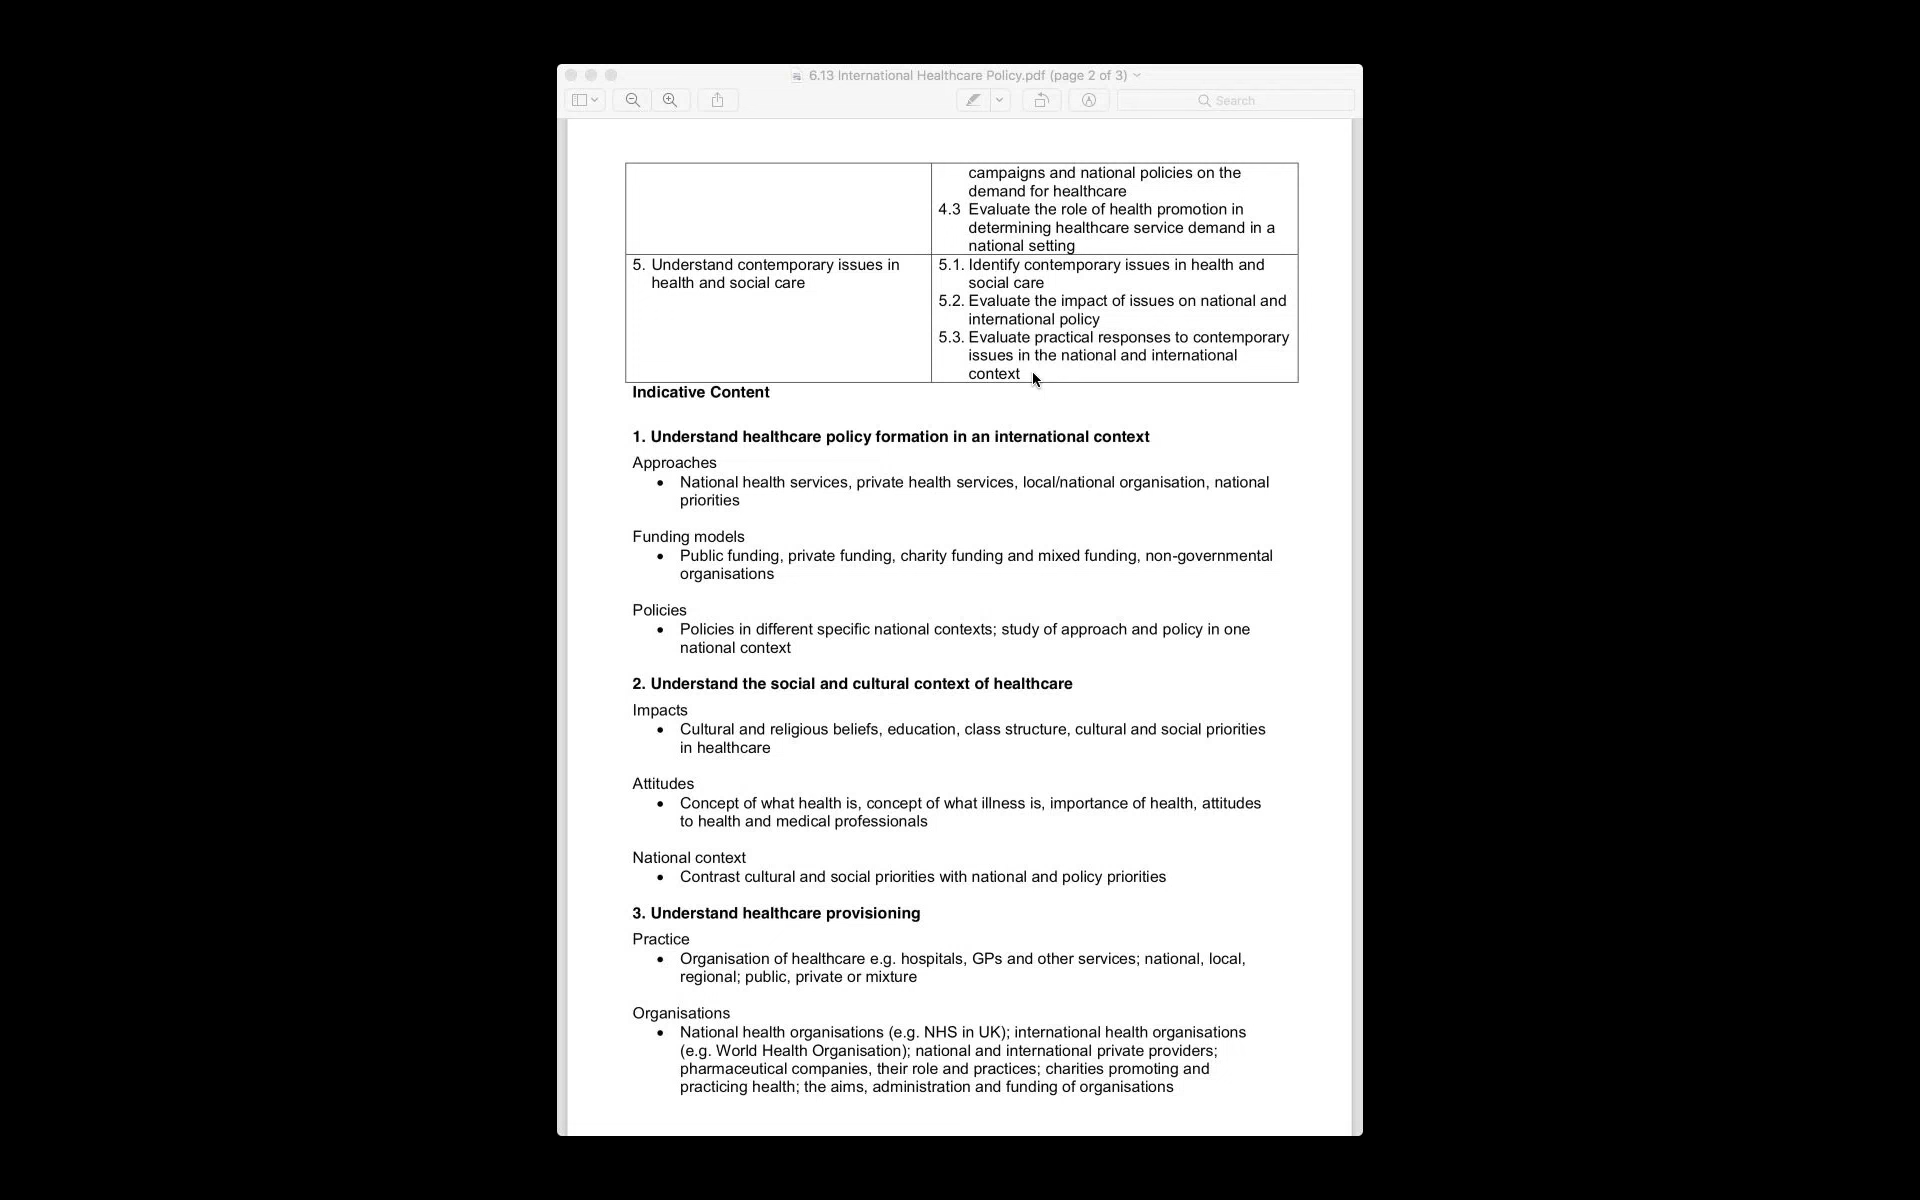 6.13 International Healthcare Policy.pdf (page 2 of 3)
Search
campaigns and national policies on the
demand for healthcare
4.3 Evaluate the role of health promotion in
determining healthcare service demand in a
national setting
5. Understand contemporary issues in
health and social care
5.1. Identify contemporary issues in health and
social care
5.2. Evaluate the impact of issues on national and
international policy
5.3. Evaluate practical responses to contemporary
issues in the national and international
context
Indicative Content
1. Understand healthcare policy formation in an international context
Approaches
• National health services, private health services, local/national organisation, national
priorities
Funding models
• Public funding, private funding, charity funding and mixed funding, non-governmental
organisations
Policies
• Policies in different specific national contexts; study of approach and policy in one
national context
2. Understand the social and cultural context of healthcare
Impacts
• Cultural and religious beliefs, education, class structure, cultural and social priorities
in healthcare
Attitudes
• Concept of what health is, concept of what illness is, importance of health, attitudes
to health and medical professionals
National context
• Contrast cultural and social priorities with national and policy priorities
3. Understand healthcare provisioning
Practice
• Organisation of healthcare e.g. hospitals, GPs and other services; national, local,
regional; public, private or mixture
Organisations
• National health organisations (e.g. NHS in UK); international health organisations
(e.g. World Health Organisation); national and international private providers;
pharmaceutical companies, their role and practices; charities promoting and
practicing health; the aims, administration and funding of organisations